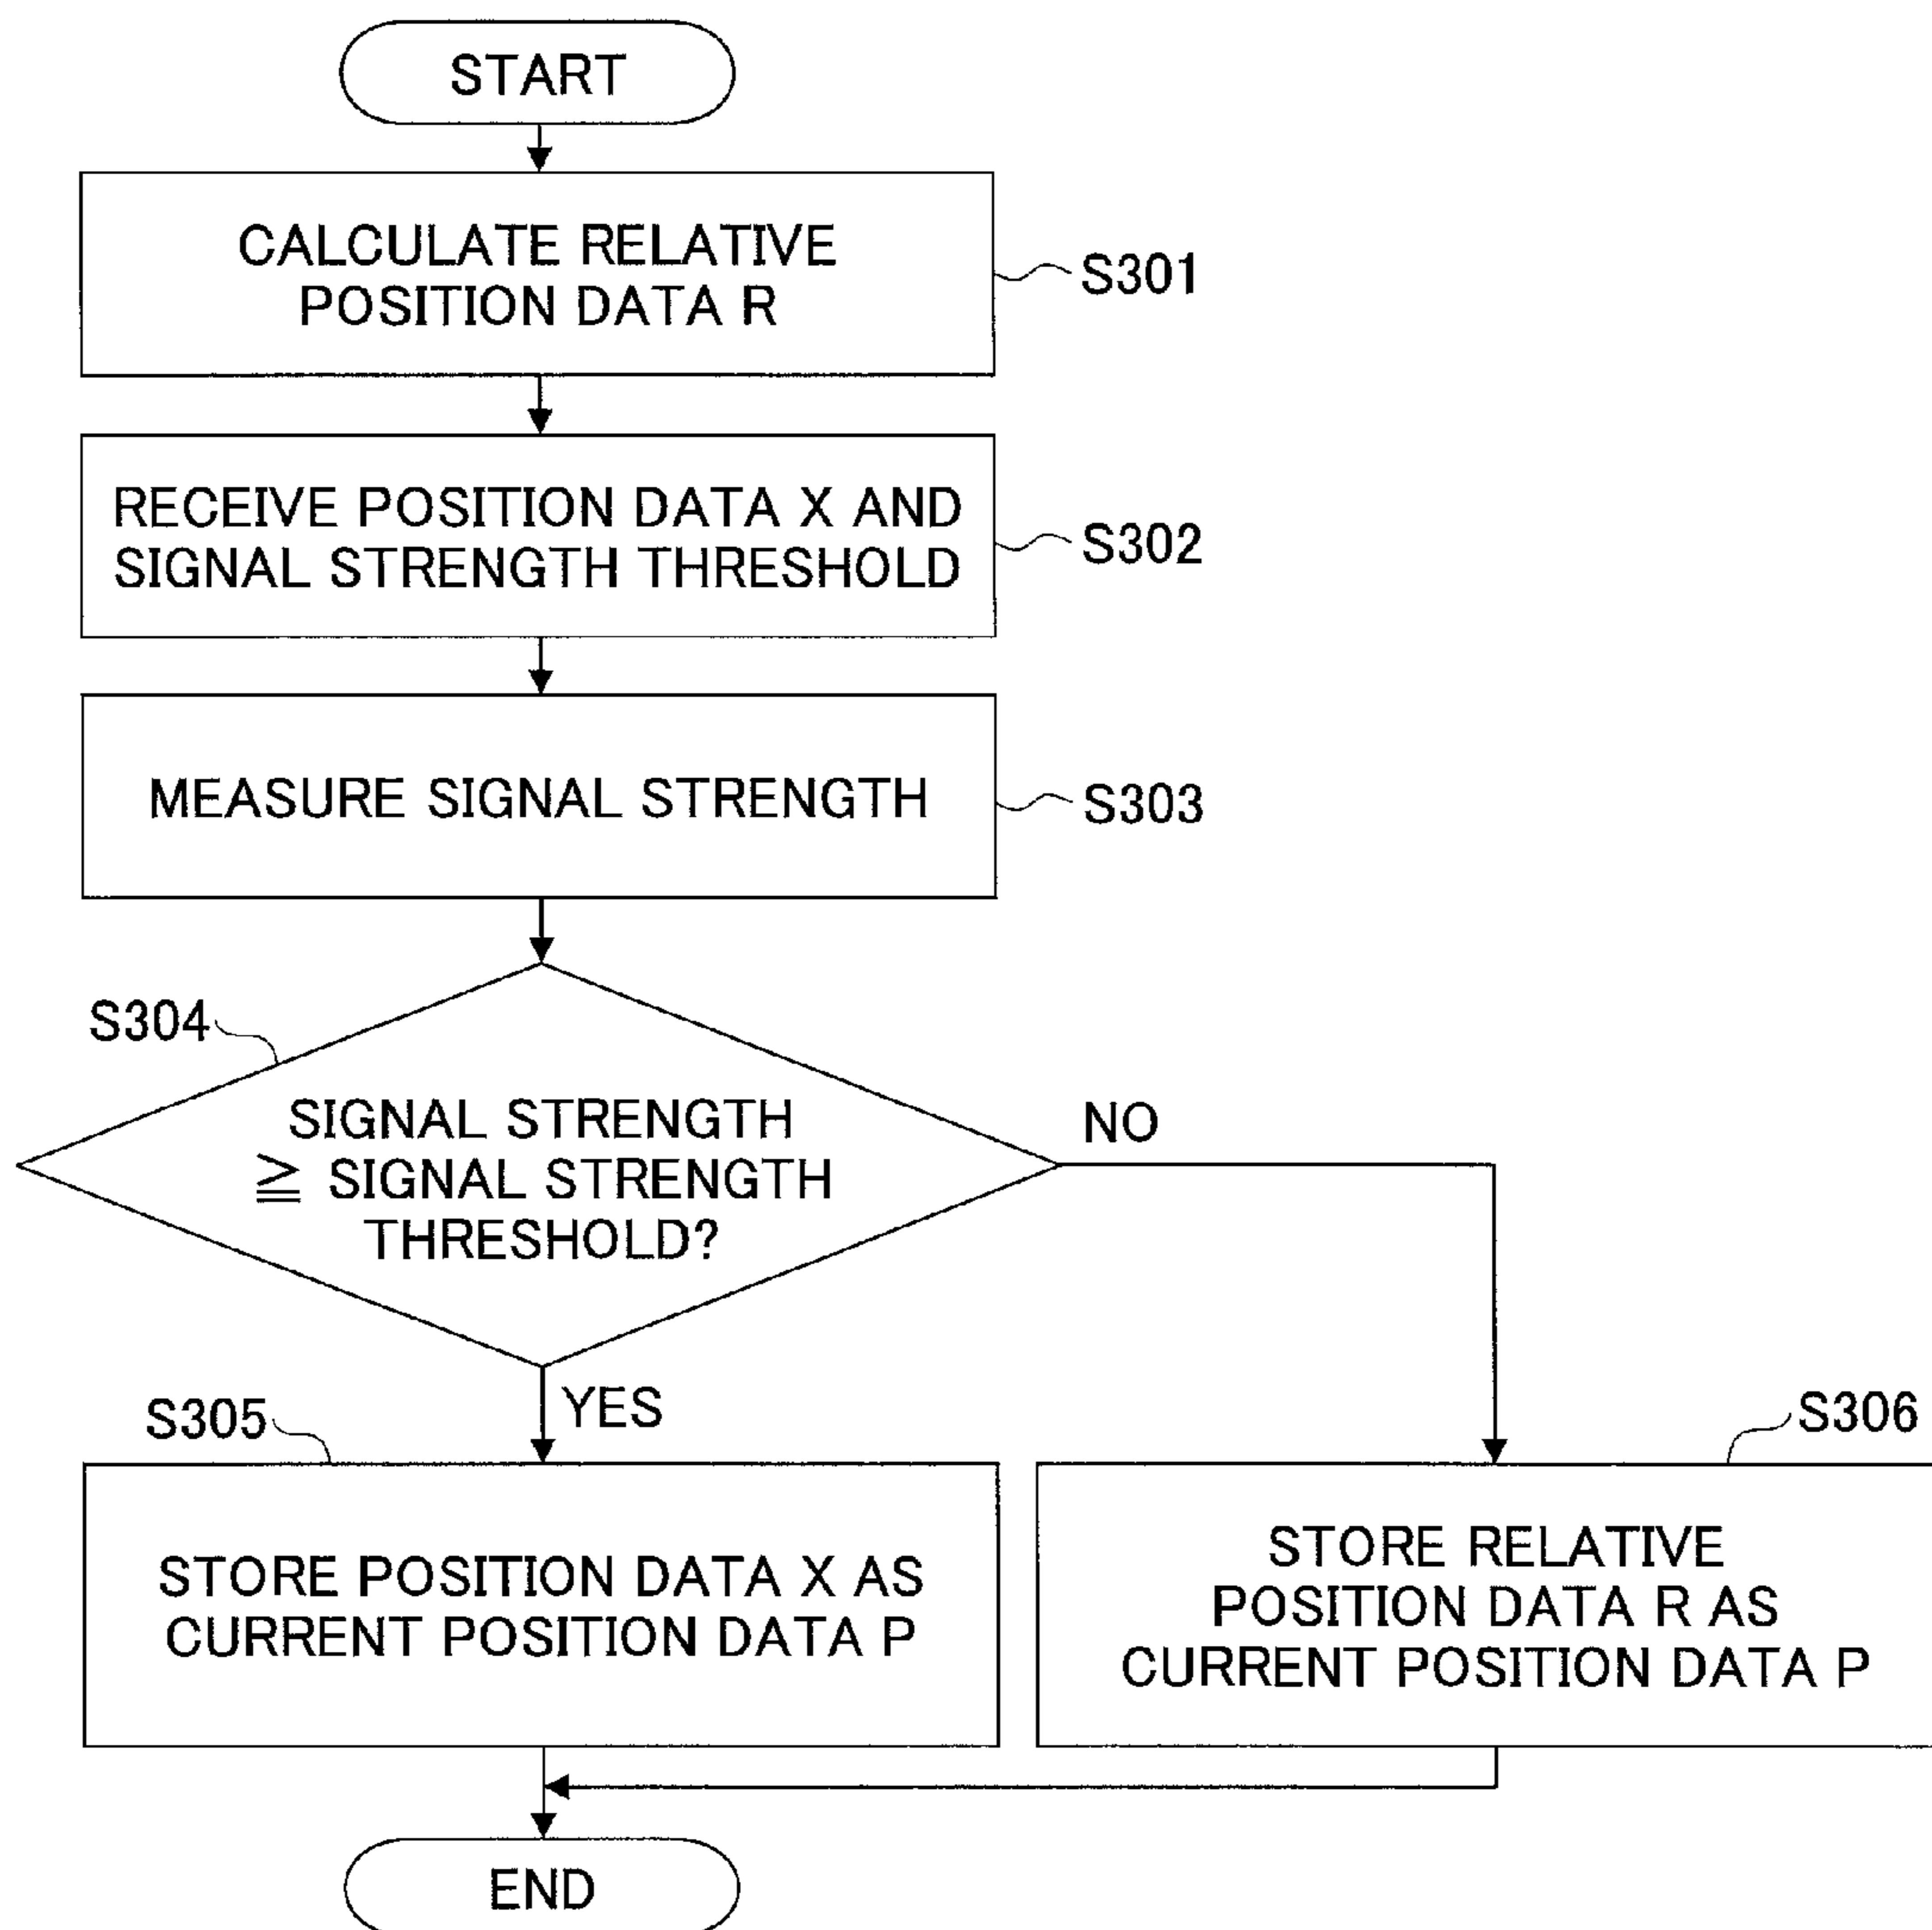 START
CALCULATE RELATIVE
POSITION DATA R
S301
RECEIVE POSITION DATA X AND
SIGNAL STRENGTH THRESHOLD
S302
MEASURE SIGNAL STRENGTH
S303
S304
SIGNAL STRENGTH
≧ SIGNAL STRENGTH
THRESHOLD?
NO
YES
S305
STORE POSITION DATA X AS
CURRENT POSITION DATA P
S306
STORE RELATIVE
POSITION DATA R AS
CURRENT POSITION DATA P
END